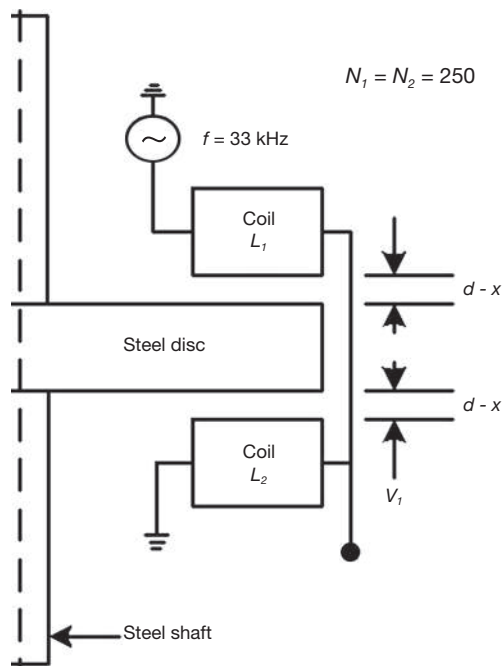 N₁ = N₂ = 250
f = 33 kHz
Coil
L₁
d - x
Steel disc
d - x
Coil
L₂
V₁
Steel shaft